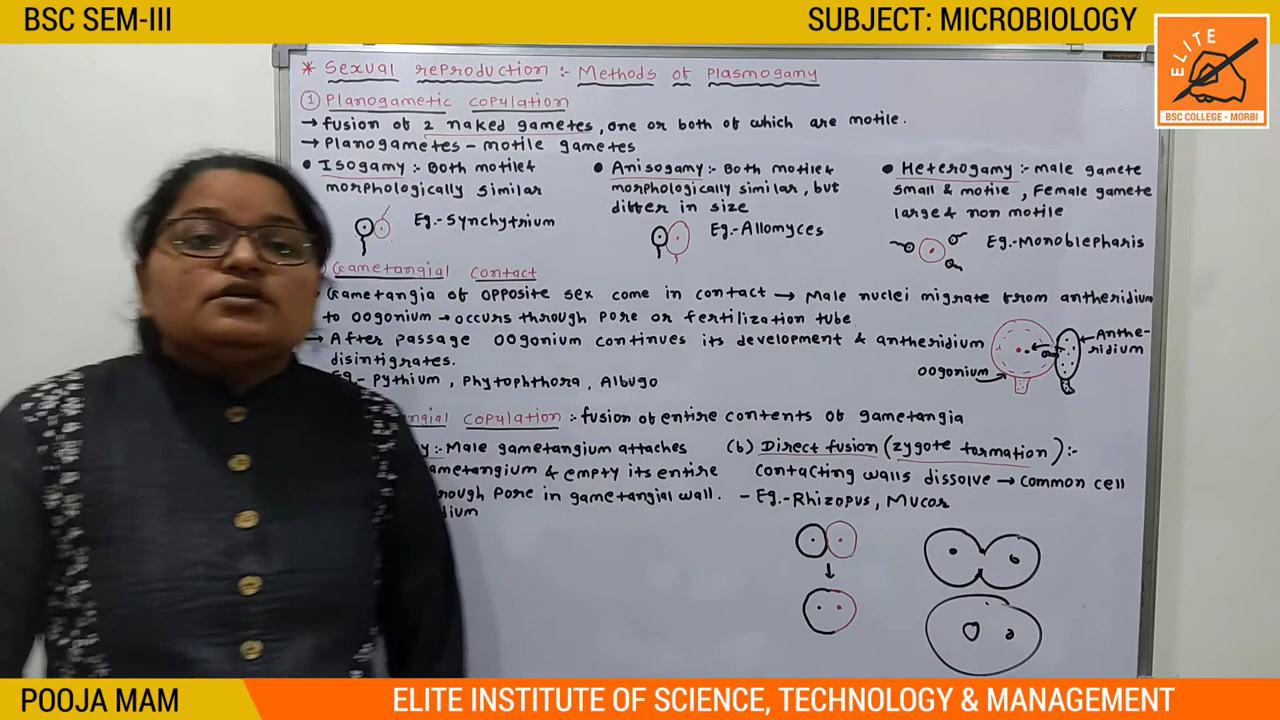 BSC SEM-III
SUBJECT: MICROBIOLOGY
ELITE
BSC COLLEGE - MORBI
* Sexual reproduction :- Methods of Plasmogamy
① Planogametic copulation
→ fusion of 2 naked gametes, one or both of which are motile.
→ Planogametes - motile gametes
• Isogamy :- Both motile &
morphologically similar
Eg.- Synchytrium
• Anisogamy :- Both motile &
morphologically similar, but
differ in size
Eg.- Allomyces
• Heterogamy :- male gamete
small & motile, Female gamete
large & non motile
Eg.- Monoblepharis
Gametangial contact
Gametangia of opposite sex come in contact → Male nuclei migrate from antheridium
to oogonium → occurs through pore or fertilization tube
→ After passage oogonium continues its development & antheridium
disintigrates.
Eg.- Pythium, Phytophthora, Albugo
oogonium
Anthe-
ridium
ngial copulation :- fusion of entire contents of gametangia
y :- Male gametangium attaches
ametangium & empty its entire
rough pore in gametangial wall.
dium
(b) Direct fusion (zygote formation) :-
contacting walls dissolve → common cell
- Eg.- Rhizopus, Mucor
POOJA MAM
ELITE INSTITUTE OF SCIENCE, TECHNOLOGY & MANAGEMENT